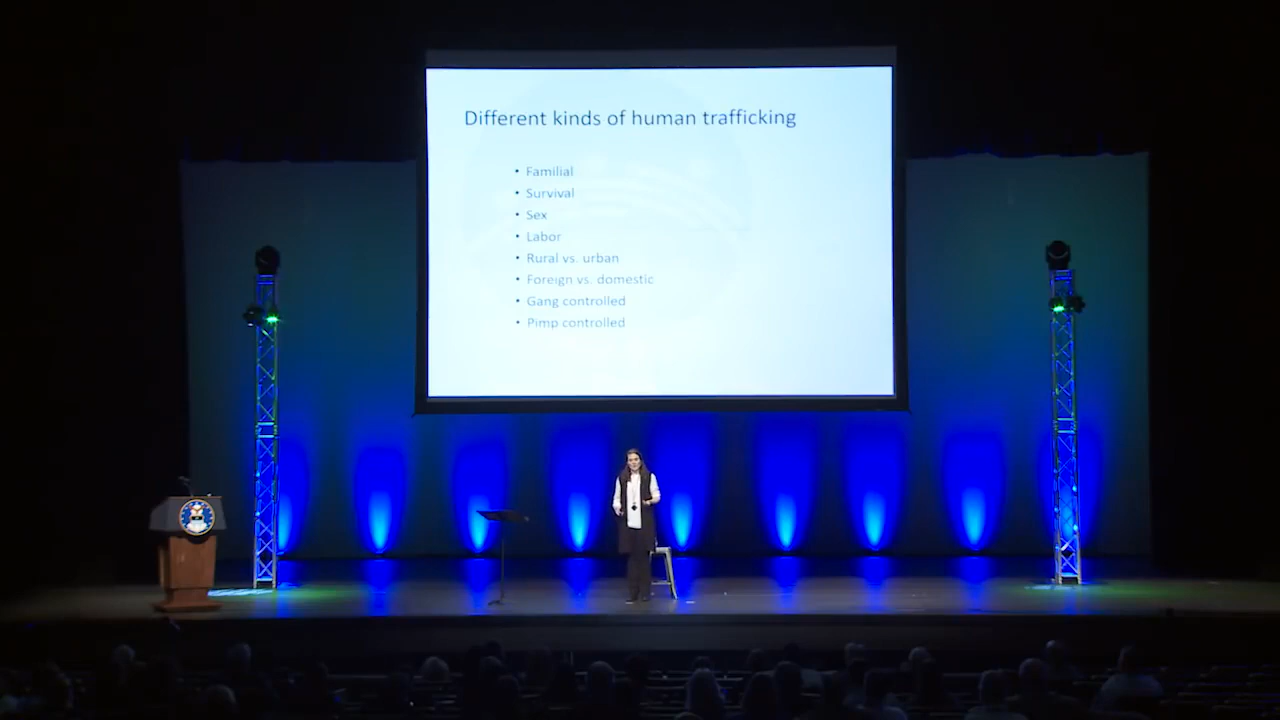 Different kinds of human trafficking
• Familial
• Survival
• Sex
• Labor
• Rural vs. urban
• Foreign vs. domestic
• Gang controlled
• Pimp controlled